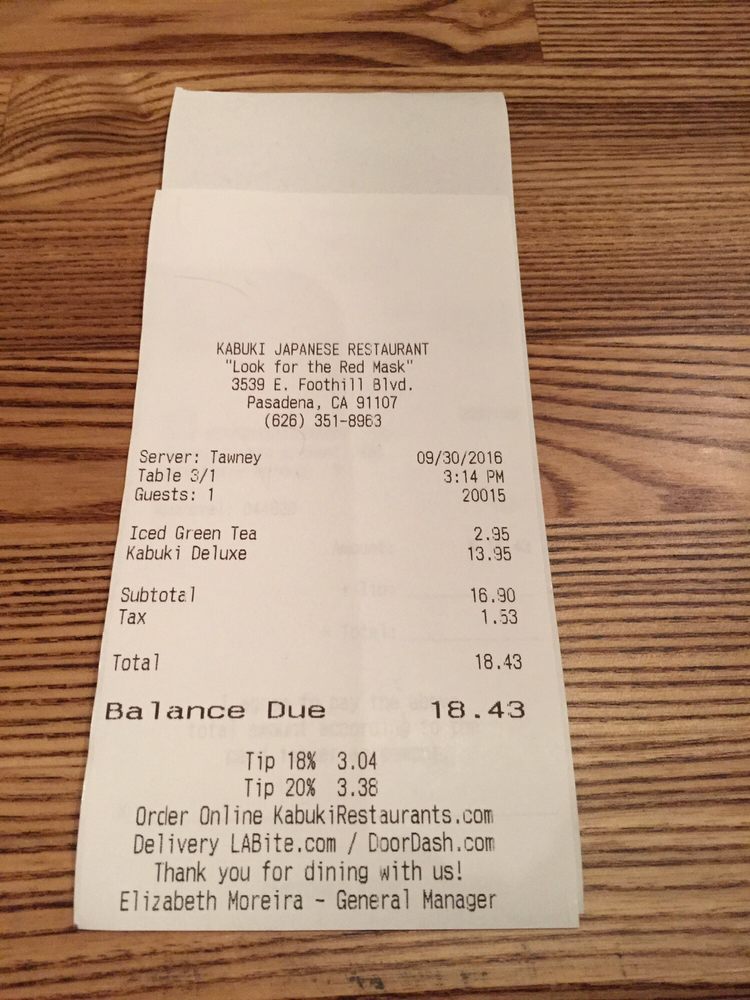 KABUKI JAPANESE RESTAURANT
"Look for the Red Mask"
3539 E. Foothill Blvd.
Pasadena, CA 91107
(626) 351-8963
Server: Tawney 09/30/2016
Table 3/1 3:14 PM
Guests: 1 20015
Iced Green Tea 2.95
Kabuki Deluxe 13.95
Subtotal 16.90
Tax 1.53
Total 18.43
Balance Due 18.43
Tip 18% 3.04
Tip 20% 3.38
Order Online KabukiRestaurants.com
Delivery LABite.com / DoorDash.com
Thank you for dining with us!
Elizabeth Moreira - General Manager